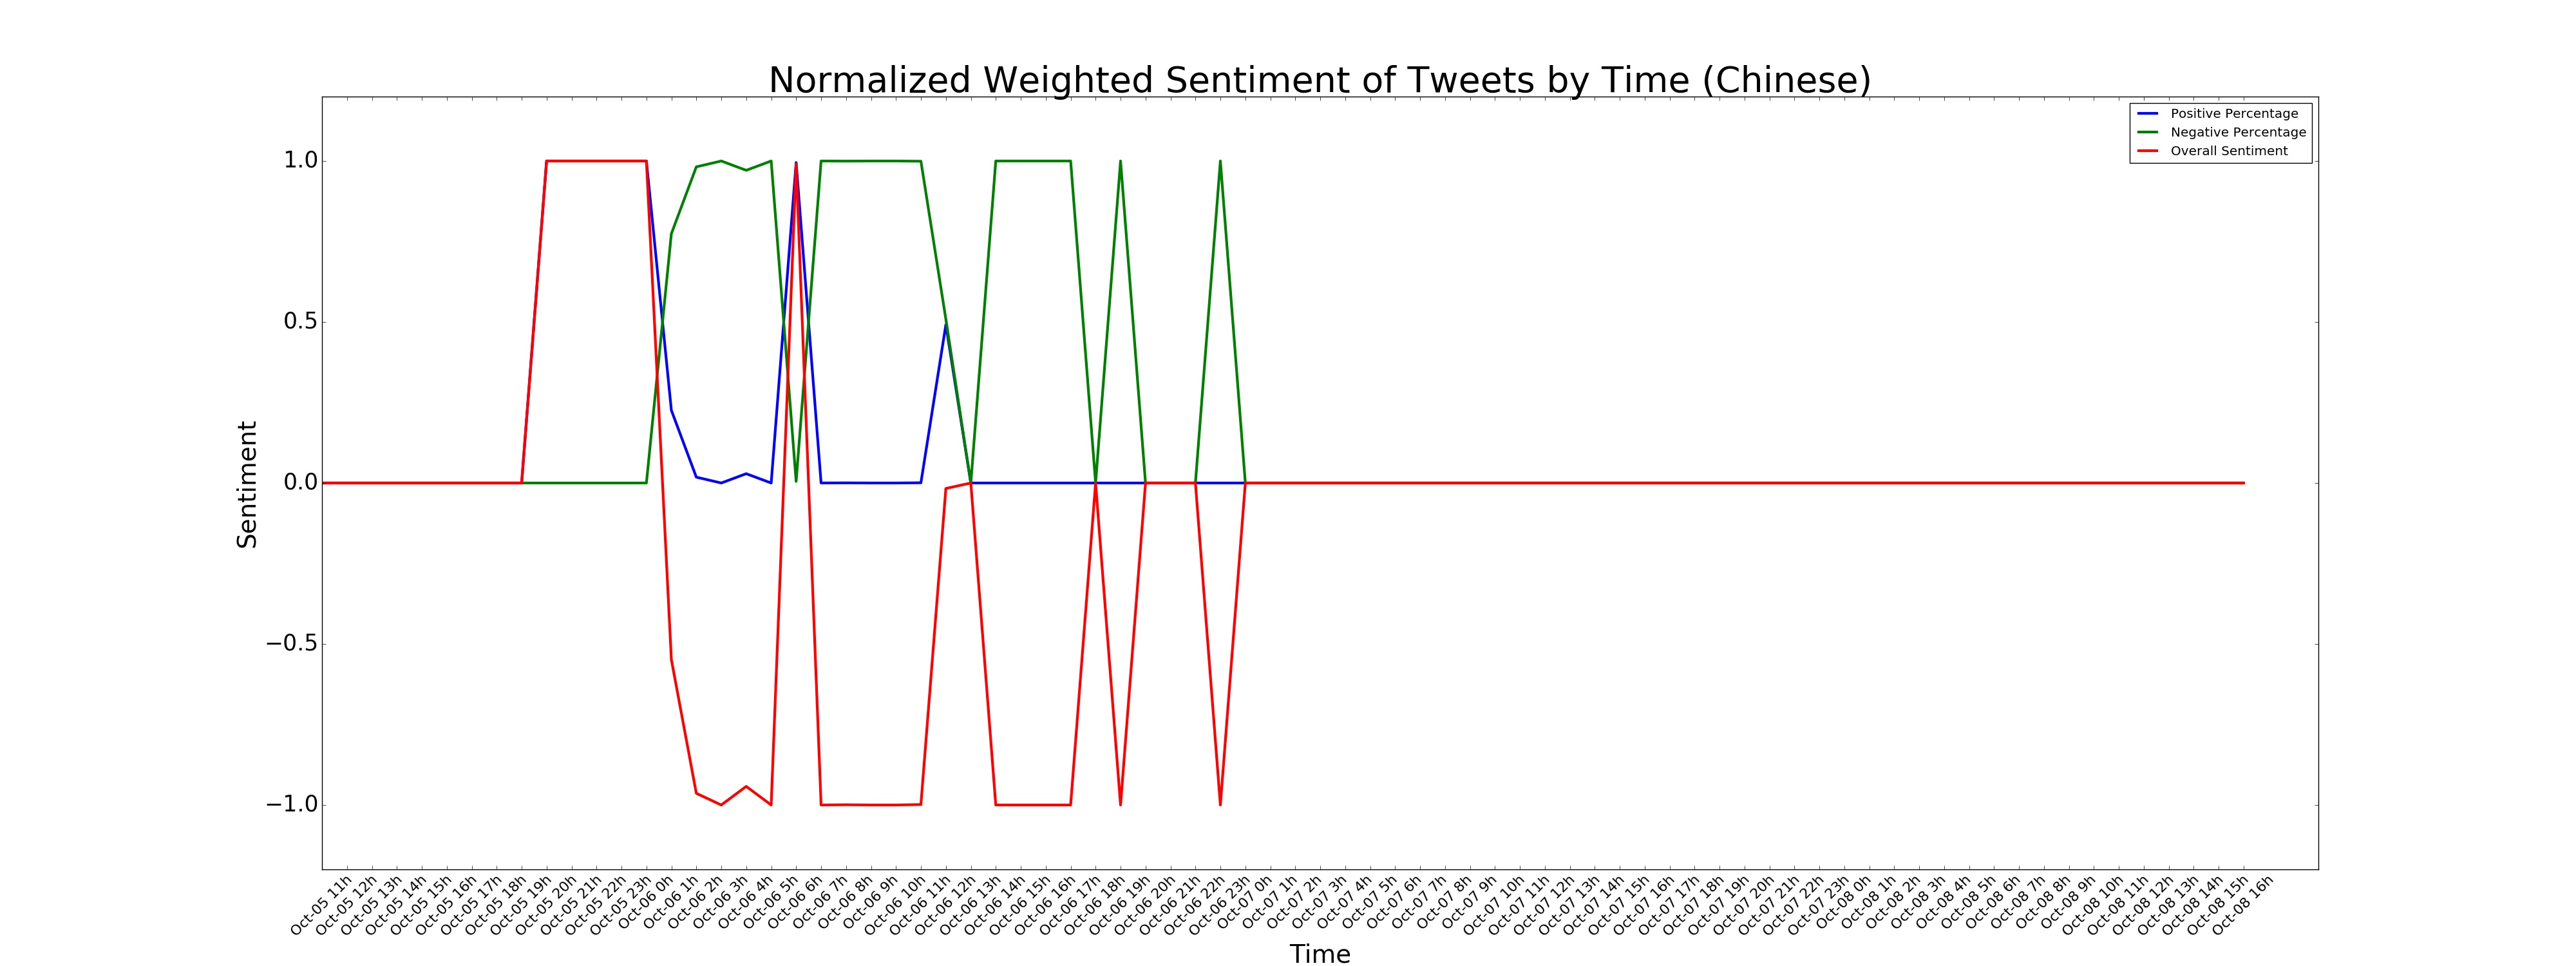 Normalized Weighted Sentiment of Tweets by Time (Chinese)
Positive Percentage
Negative Percentage
Overall Sentiment
1.0
0.5
0.0
−0.5
−1.0
Sentiment
Oct-05 11h
Oct-05 12h
Oct-05 13h
Oct-05 14h
Oct-05 15h
Oct-05 16h
Oct-05 17h
Oct-05 18h
Oct-05 19h
Oct-05 20h
Oct-05 21h
Oct-05 22h
Oct-05 23h
Oct-06 0h
Oct-06 1h
Oct-06 2h
Oct-06 3h
Oct-06 4h
Oct-06 5h
Oct-06 6h
Oct-06 7h
Oct-06 8h
Oct-06 9h
Oct-06 10h
Oct-06 11h
Oct-06 12h
Oct-06 13h
Oct-06 14h
Oct-06 15h
Oct-06 16h
Oct-06 17h
Oct-06 18h
Oct-06 19h
Oct-06 20h
Oct-06 21h
Oct-06 22h
Oct-06 23h
Oct-07 0h
Oct-07 1h
Oct-07 2h
Oct-07 3h
Oct-07 4h
Oct-07 5h
Oct-07 6h
Oct-07 7h
Oct-07 8h
Oct-07 9h
Oct-07 10h
Oct-07 11h
Oct-07 12h
Oct-07 13h
Oct-07 14h
Oct-07 15h
Oct-07 16h
Oct-07 17h
Oct-07 18h
Oct-07 19h
Oct-07 20h
Oct-07 21h
Oct-07 22h
Oct-07 23h
Oct-08 0h
Oct-08 1h
Oct-08 2h
Oct-08 3h
Oct-08 4h
Oct-08 5h
Oct-08 6h
Oct-08 7h
Oct-08 8h
Oct-08 9h
Oct-08 10h
Oct-08 11h
Oct-08 12h
Oct-08 13h
Oct-08 14h
Oct-08 15h
Oct-08 16h
Time